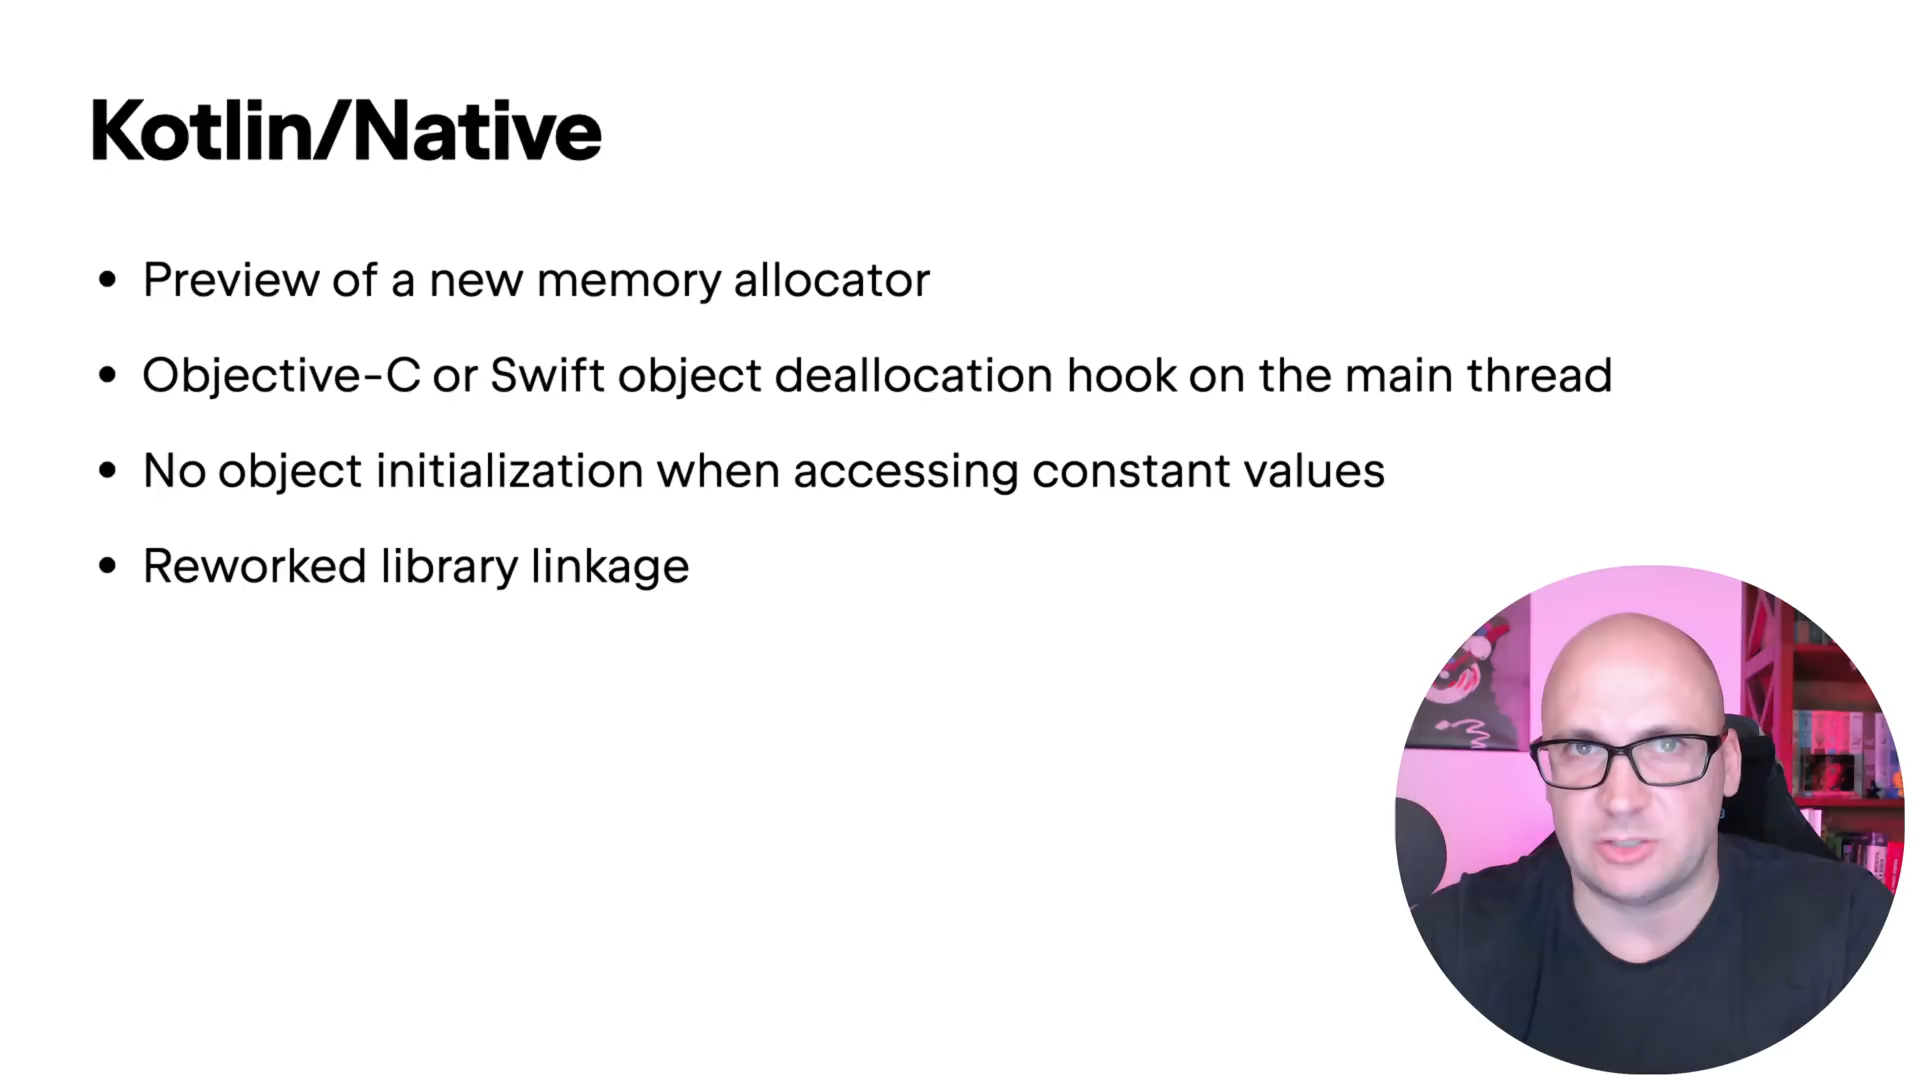 Kotlin/Native
• Preview of a new memory allocator
• Objective-C or Swift object deallocation hook on the main thread
• No object initialization when accessing constant values
• Reworked library linkage